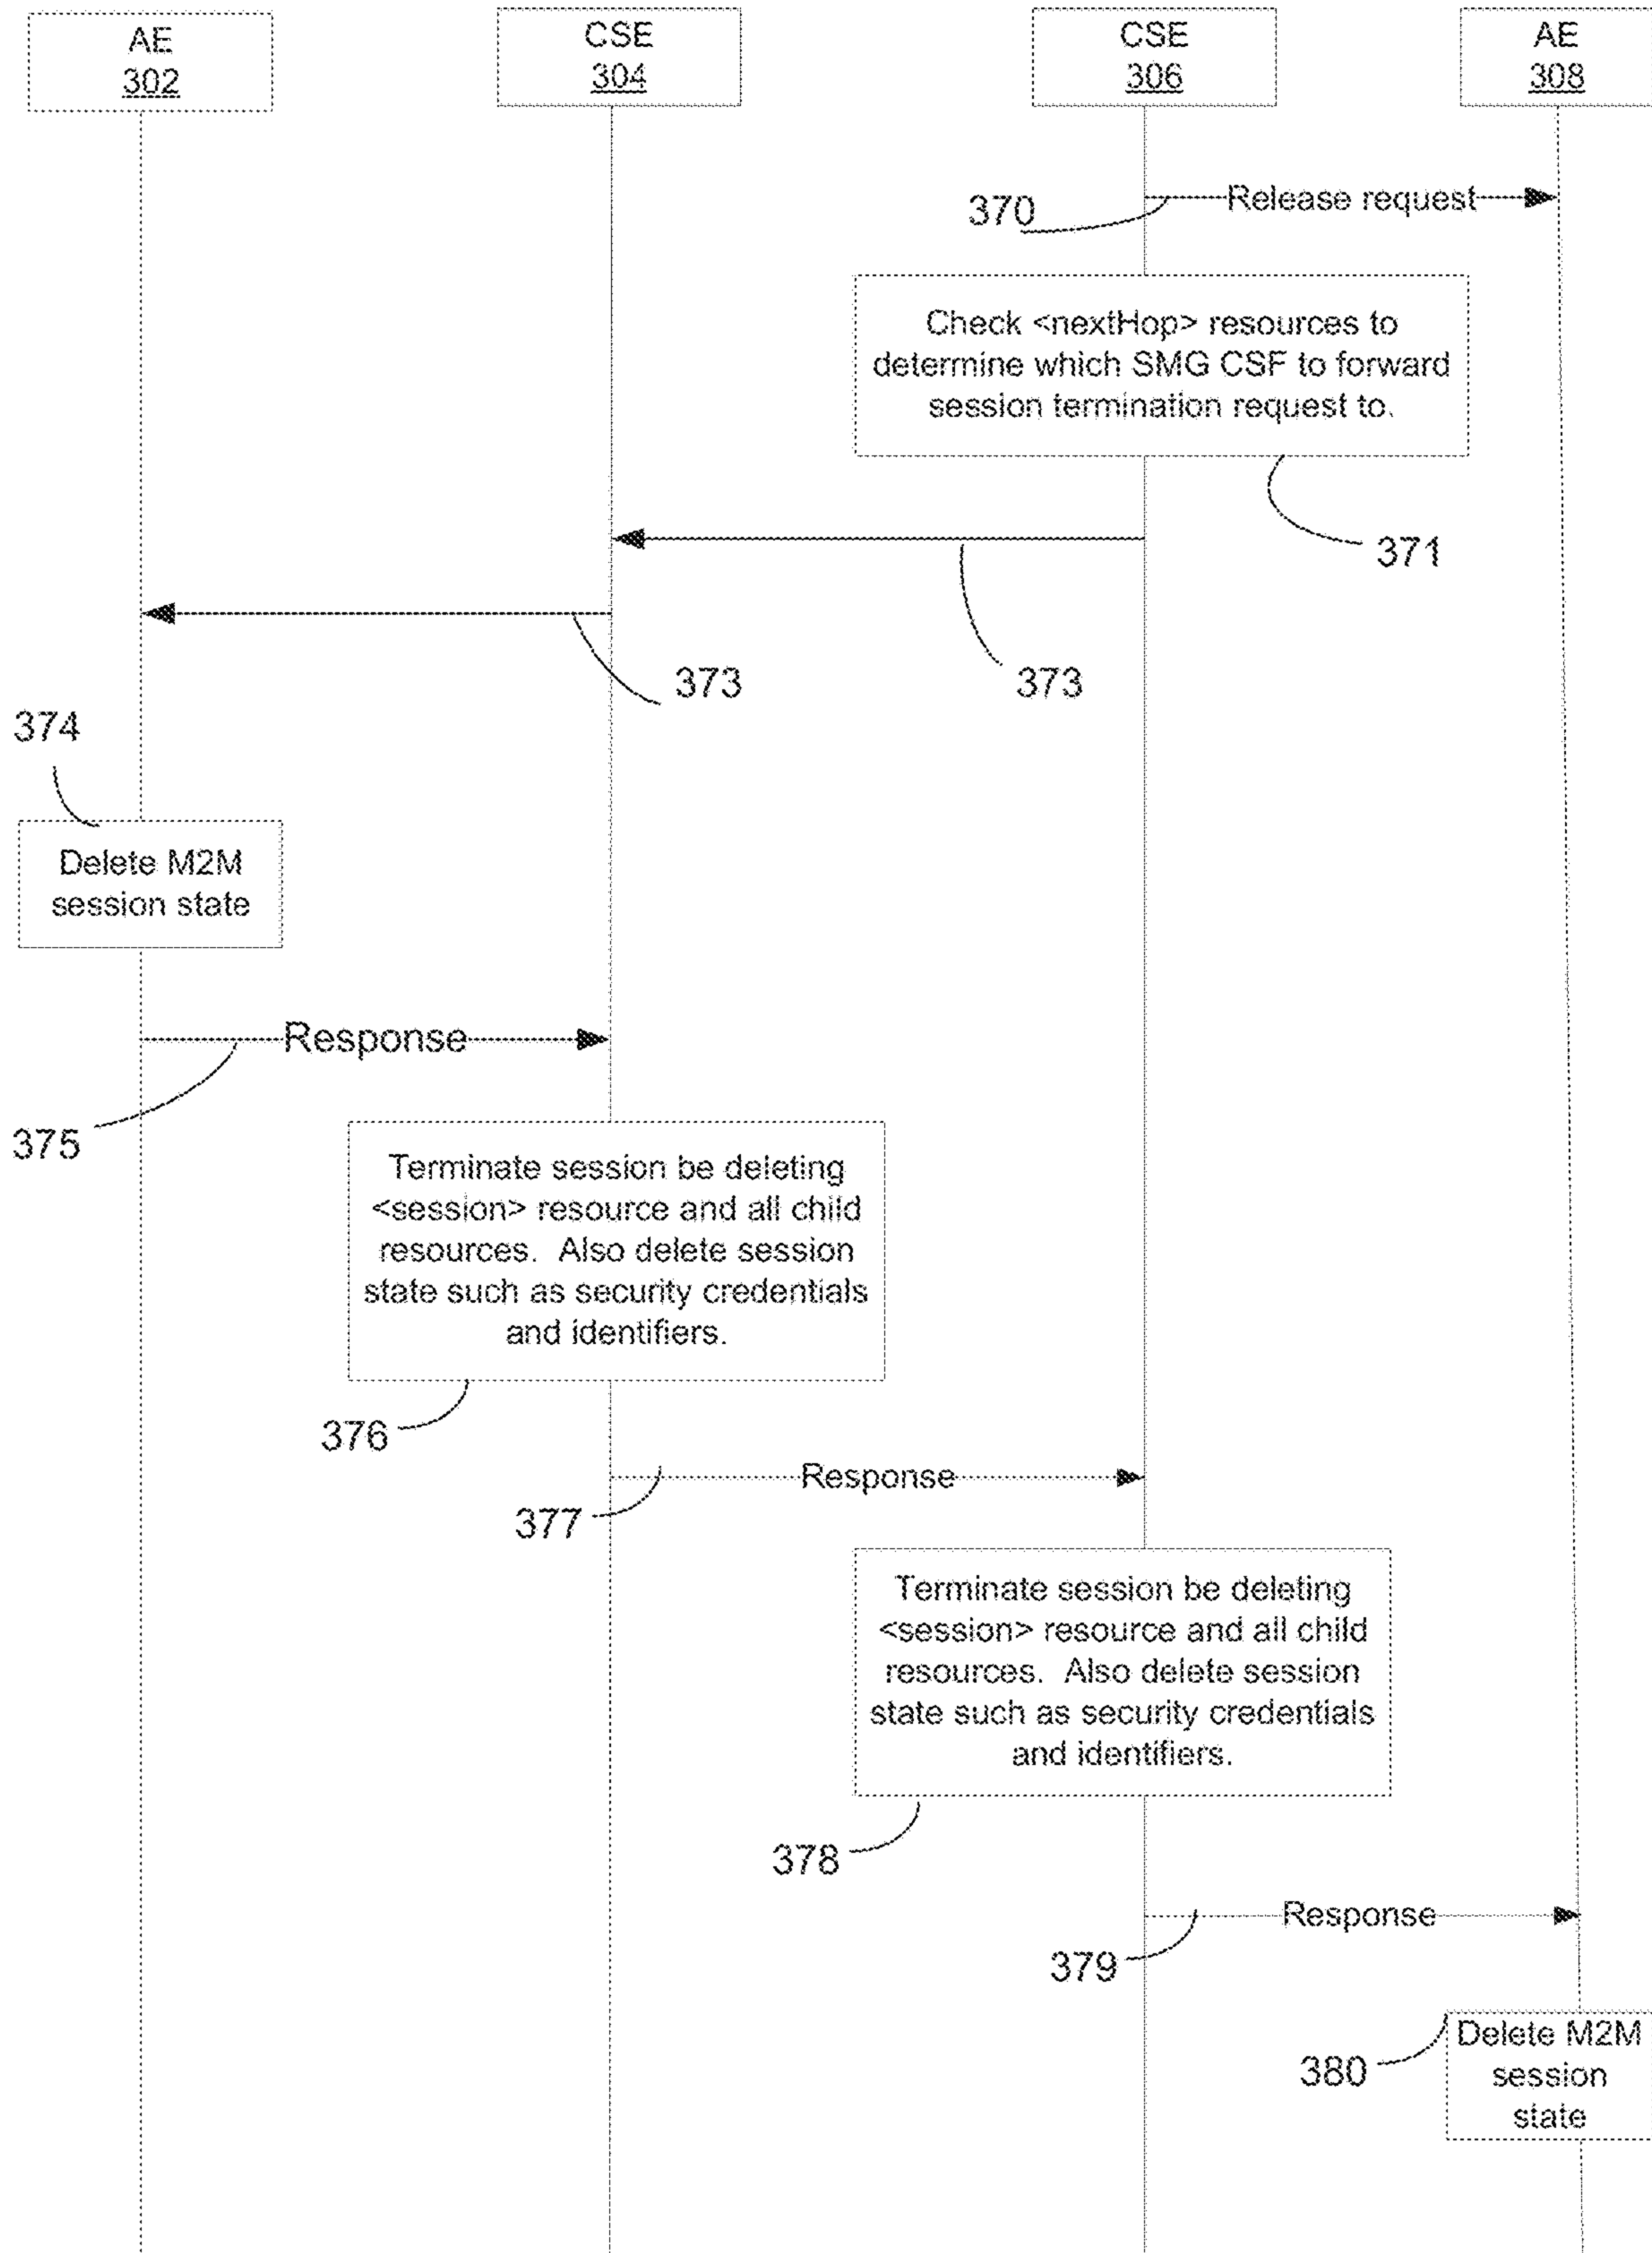 AE
302
CSE
304
CSE
306
AE
308
Release request
370
Check <nextHop> resources to
determine which SMG CSF to forward
session termination request to.
371
373
373
374
Delete M2M
session state
Response
375
Terminate session be deleting
<session> resource and all child
resources.  Also delete session
state such as security credentials
and identifiers.
376
Response
377
Terminate session be deleting
<session> resource and all child
resources.  Also delete session
state such as security credentials
and identifiers.
378
Response
379
Delete M2M
session
state
380